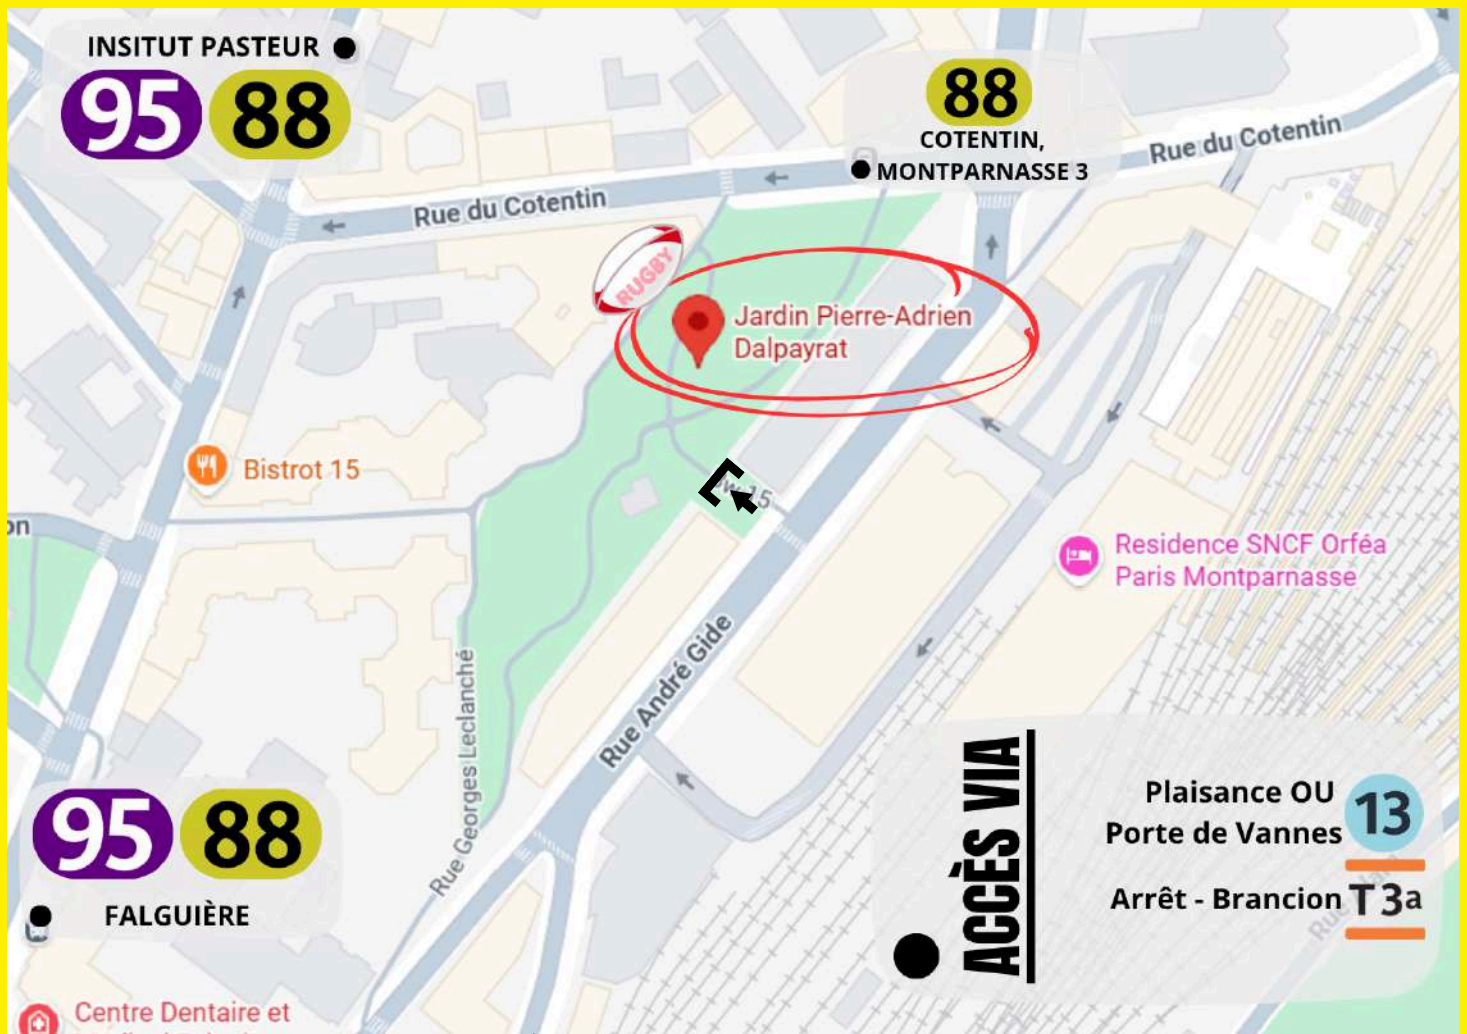 INSITUT PASTEUR
95 88
88
COTENTIN,
MONTPARNASSE 3
Rue du Cotentin
Rue du Cotentin
RUGBY
Jardin Pierre-Adrien
Dalpayrat
Bistrot 15
on
Residence SNCF Orféa
Paris Montparnasse
Rue André Gide
Rue Georges Leclanché
95 88
FALGUIÈRE
ACCÈS VIA
Plaisance OU
Porte de Vannes
13
Arrêt - Brancion
T3a
Centre Dentaire et